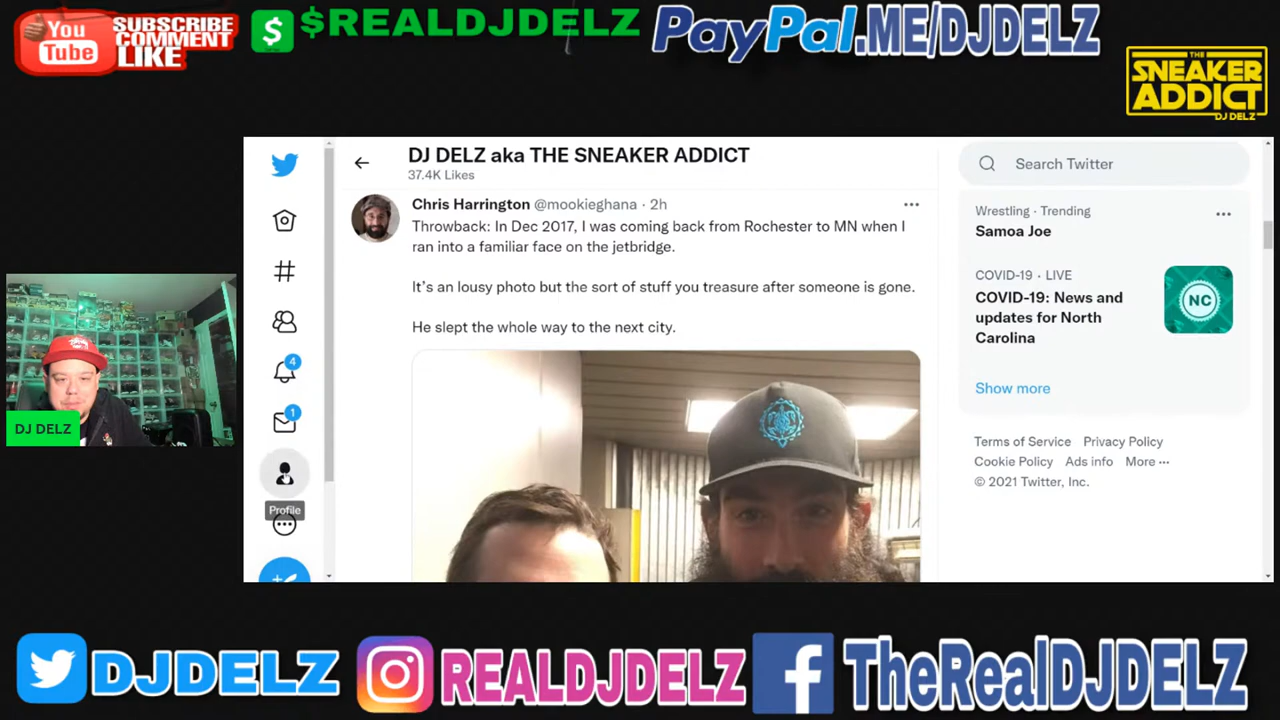 You
Tube
SUBSCRIBE
COMMENT
LIKE
$ $REALDJDELZ
PayPal.ME/DJDELZ
THE
SNEAKER
ADDICT
DJ DELZ
DJ DELZ aka THE SNEAKER ADDICT
37.4K Likes
Chris Harrington @mookieghana · 2h
Throwback: In Dec 2017, I was coming back from Rochester to MN when I
ran into a familiar face on the jetbridge.
It's an lousy photo but the sort of stuff you treasure after someone is gone.
He slept the whole way to the next city.
4
1
Profile
Search Twitter
Wrestling · Trending
Samoa Joe
COVID-19 · LIVE
COVID-19: News and
updates for North
Carolina
NC
Show more
Terms of Service Privacy Policy
Cookie Policy Ads info More ···
© 2021 Twitter, Inc.
DJ DELZ
DJDELZ
REALDJDELZ
f TheRealDJDELZ